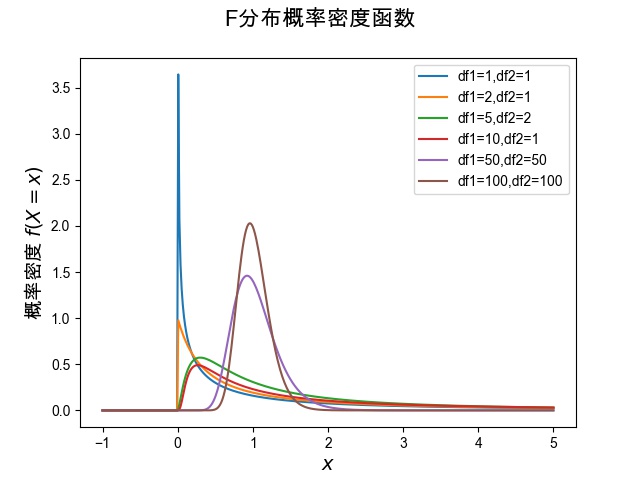 F分布概率密度函数
df1=1,df2=1
df1=2,df2=1
df1=5,df2=2
df1=10,df2=1
df1=50,df2=50
df1=100,df2=100
概率密度 f(X = x)
3.5
3.0
2.5
2.0
1.5
1.0
0.5
0.0
−1 0 1 2 3 4 5
x